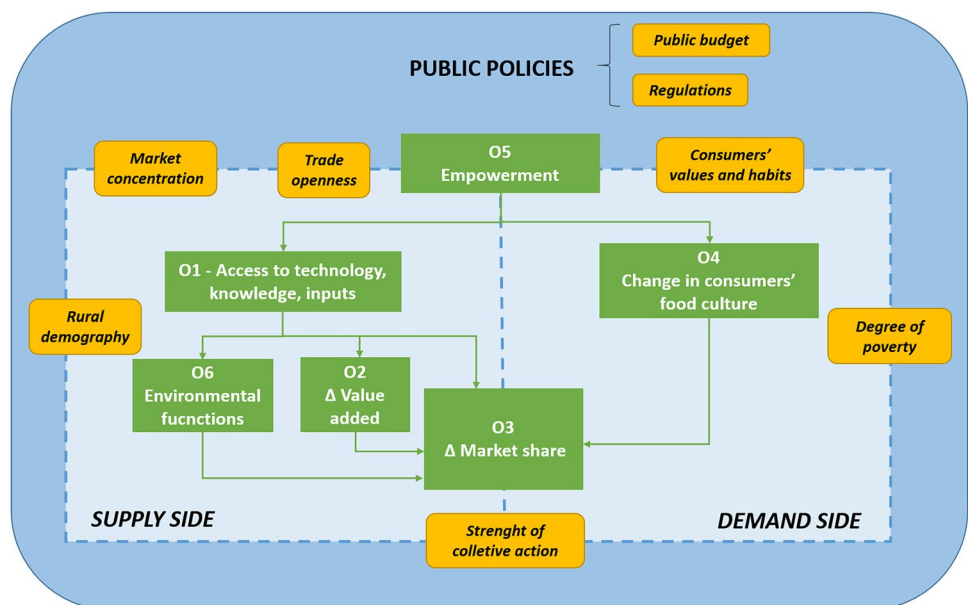 PUBLIC POLICIES
Public budget
Regulations
Market
concentration
Trade
openness
O5
Empowerment
Consumers'
values and habits
O1 - Access to technology,
knowledge, inputs
O4
Change in consumers'
food culture
Rural
demography
Degree of
poverty
O6
Environmental
fucnctions
O2
Δ Value
added
O3
Δ Market share
SUPPLY SIDE
DEMAND SIDE
Strenght of
colletive action